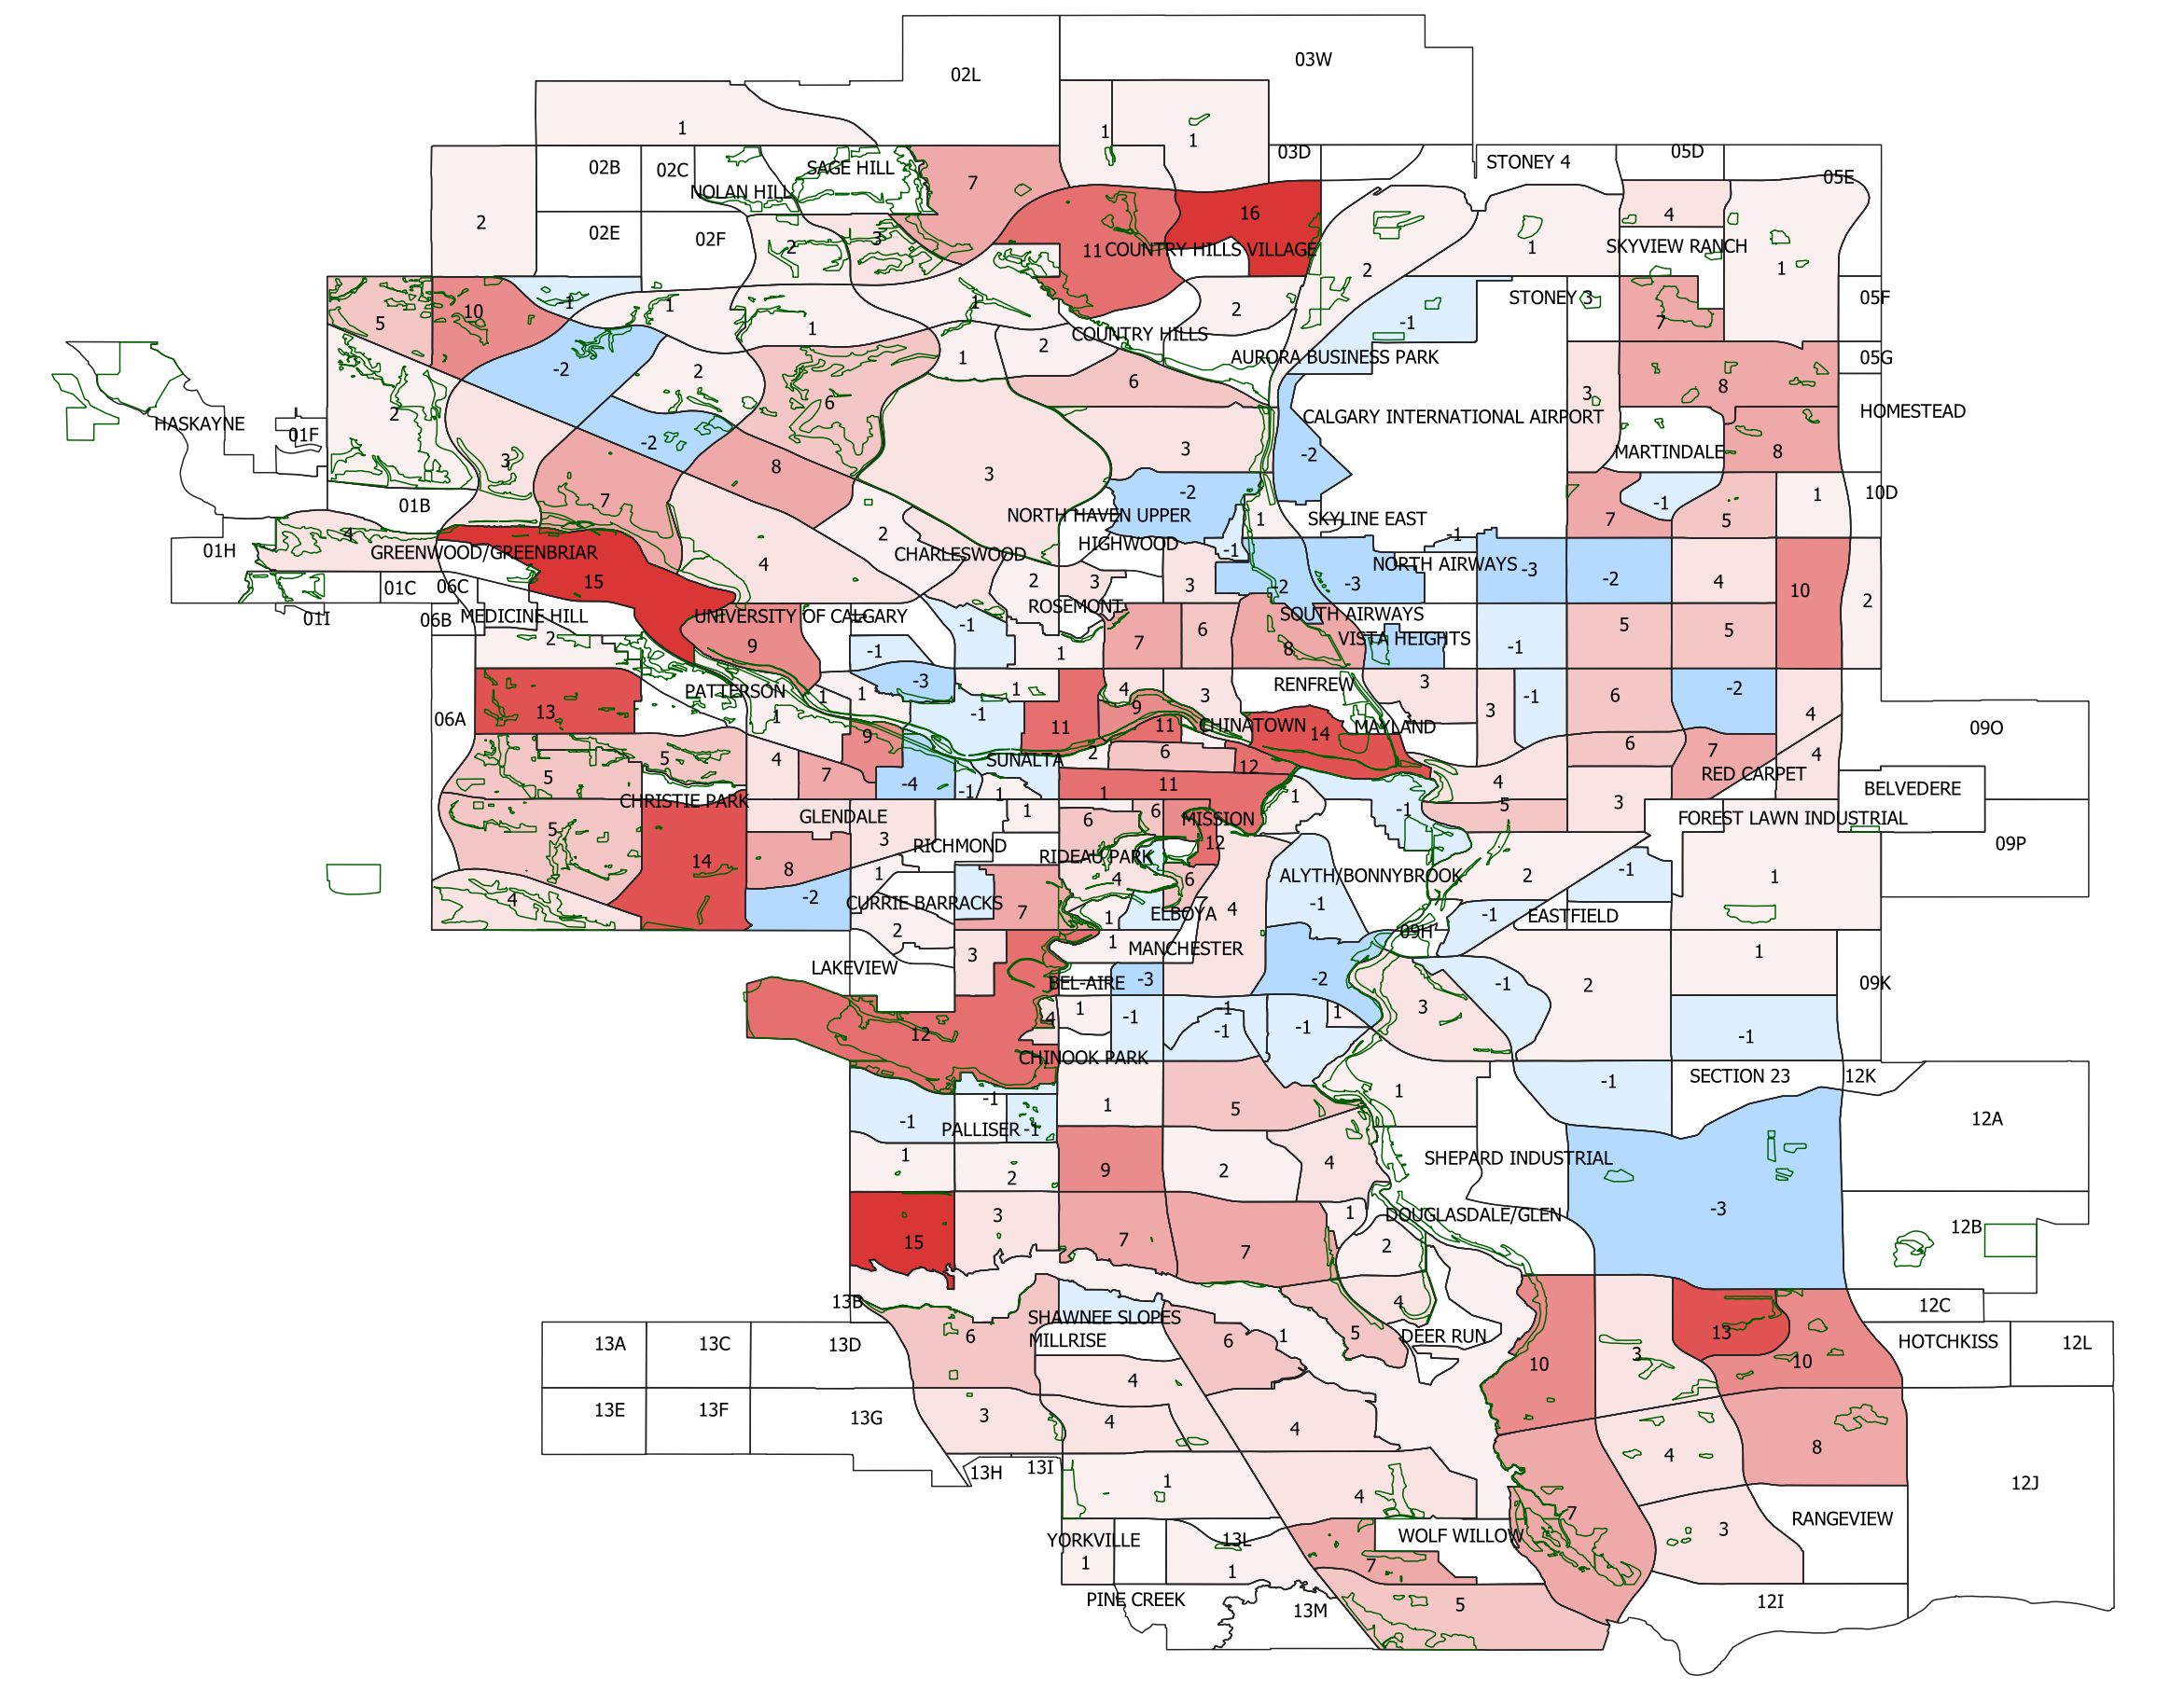 03W
02L
1
1
1
03D
STONEY 4
05D
02B
02C
SAGE HILL
NOLAN HILL
7
05E
16
4
2
02E
02F
2
3
11
COUNTRY HILLS VILLAGE
1
SKYVIEW RANCH
2
1
5
10
-1
1
1
1
2
STONEY 3
05F
-1
7
COUNTRY HILLS
2
1
AURORA BUSINESS PARK
05G
-2
2
6
8
3
HASKAYNE
01F
2
6
CALGARY INTERNATIONAL AIRPORT
HOMESTEAD
-2
3
-2
MARTINDALE
8
3
8
3
7
-2
-1
1
10D
01B
NORTH HAVEN UPPER
1
SKYLINE EAST
7
5
4
2
HIGHWOOD
-1
-1
01H
GREENWOOD/GREENBRIAR
CHARLESWOOD
NORTH AIRWAYS
-3
4
15
2
3
3
-2
-3
-2
4
10
01C
06C
ROSEMONT
2
01I
06B
MEDICINE HILL
UNIVERSITY OF CALGARY
-1
7
6
SOUTH AIRWAYS
5
5
2
9
-1
1
8
VISTA HEIGHTS
-1
PATTERSON
1
1
-3
1
4
3
RENFREW
3
-1
6
-2
06A
13
1
-1
9
3
4
9
11
11
CHINATOWN
14
MAYLAND
09O
5
5
4
7
SUNALTA
2
6
12
6
7
4
RED CARPET
-4
-1
1
1
11
4
BELVEDERE
CHRISTIE PARK
GLENDALE
1
6
6
MISSION
1
-1
5
3
FOREST LAWN INDUSTRIAL
5
3
RICHMOND
RIDEAU PARK
12
09P
14
8
1
4
6
ALYTH/BONNYBROOK
2
-1
1
4
-2
CURRIE BARRACKS
7
1
ELBOYA
4
-1
-1
EASTFIELD
2
1
MANCHESTER
09H
1
LAKEVIEW
3
BEL-AIRE
-3
-2
-1
2
09K
12
4
1
-1
-1
-1
-1
1
3
-1
CHINOOK PARK
-1
SECTION 23
12K
-1
-1
PALLISER
-1
1
5
1
12A
1
2
9
2
4
SHEPARD INDUSTRIAL
-3
15
3
7
7
1
DOUGLASDALE/GLEN
2
12B
13B
SHAWNEE SLOPES
4
12C
13A
13C
13D
6
MILLRISE
6
1
5
DEER RUN
10
3
13
10
HOTCHKISS
12L
13E
13F
13G
3
4
4
4
4
8
13H
13I
1
4
12J
YORKVILLE
13L
WOLF WILLOW
7
3
RANGEVIEW
1
1
7
PINE CREEK
13M
5
12I